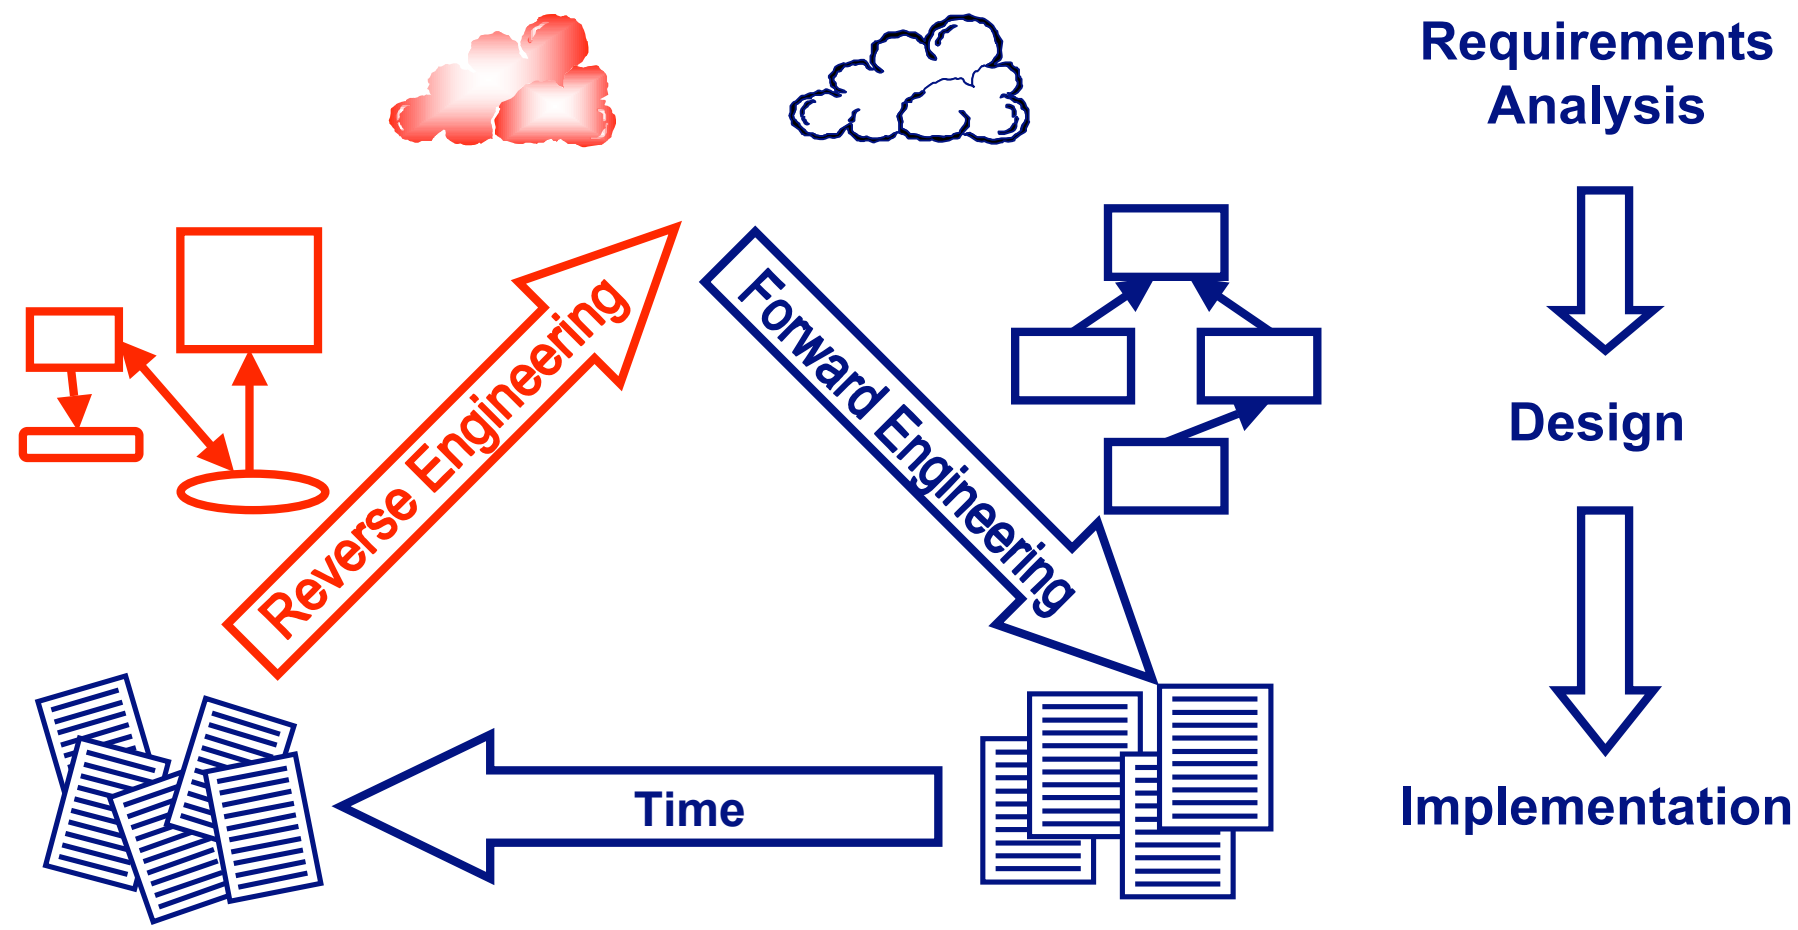 Requirements
Analysis
Reverse Engineering
Forward Engineering
Design
Time
Implementation